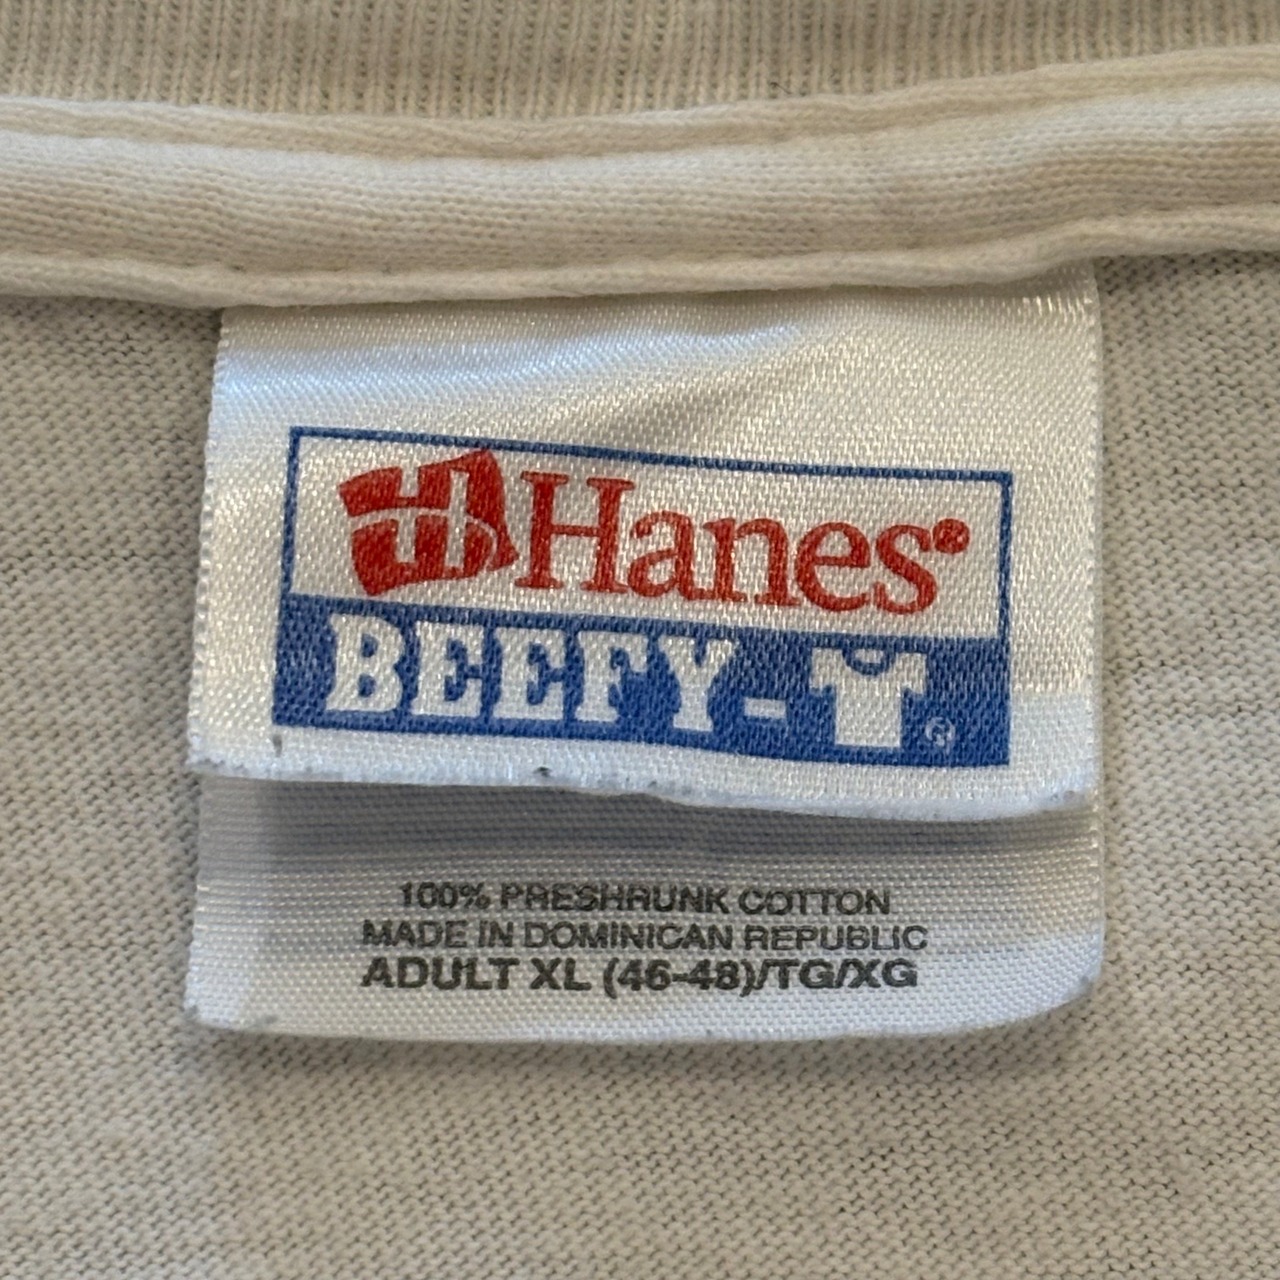 Hanes®
BEEFY-T®
100% PRESHRUNK COTTON
MADE IN DOMINICAN REPUBLIC
ADULT XL (46-48)/TG/XG